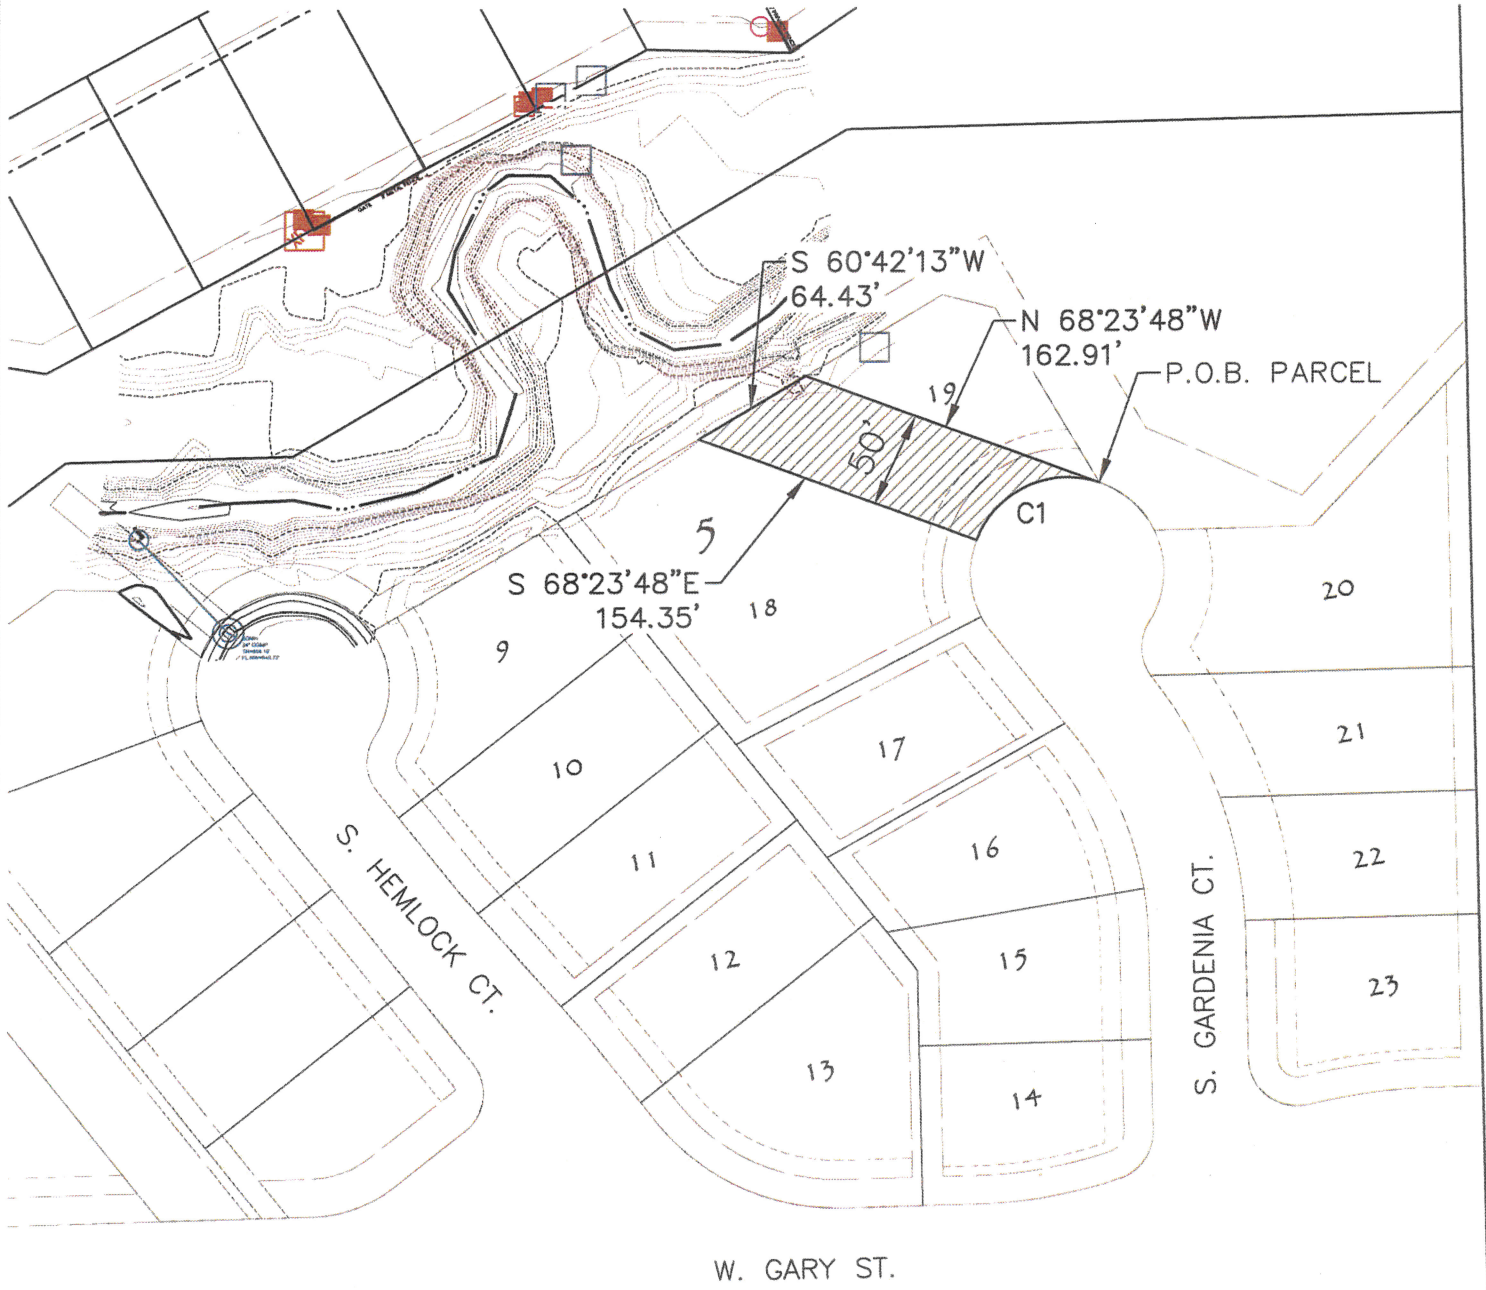 S 60°42'13"W
64.43'
N 68°23'48"W
162.91'
P.O.B. PARCEL
19
50'
C1
5
S 68°23'48"E
154.35'
18
20
9
10
17
21
11
16
22
12
15
23
13
14
S. HEMLOCK CT.
S. GARDENIA CT.
W. GARY ST.